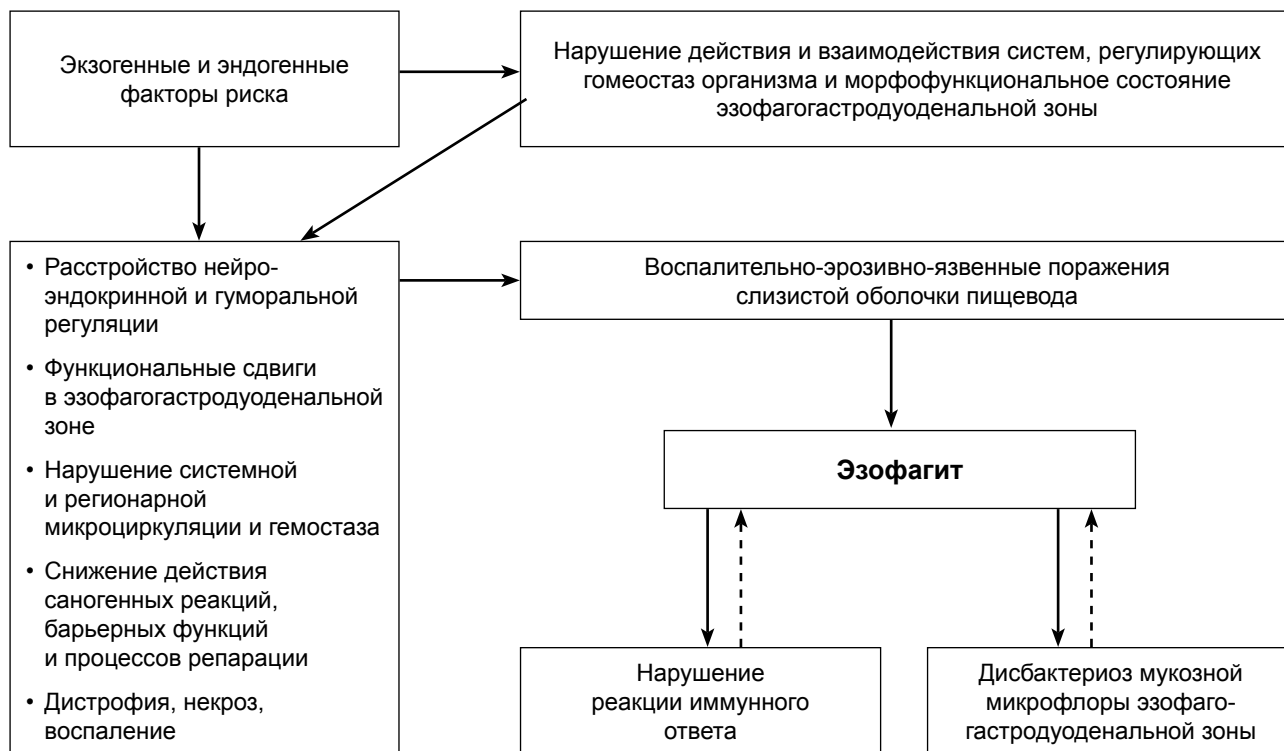 Экзогенные и эндогенные
факторы риска
Нарушение действия и взаимодействия систем, регулирующих
гомеостаз организма и морфофункциональное состояние
эзофагогастродуоденальной зоны
• Расстройство нейро-
эндокринной и гуморальной
регуляции
• Функциональные сдвиги
в эзофагогастродуоденальной
зоне
• Нарушение системной
и регионарной
микроциркуляции и гемостаза
• Снижение действия
саногенных реакций,
барьерных функций
и процессов репарации
• Дистрофия, некроз,
воспаление
Воспалительно-эрозивно-язвенные поражения
слизистой оболочки пищевода
Эзофагит
Нарушение
реакции иммунного
ответа
Дисбактериоз мукозной
микрофлоры эзофаго-
гастродуоденальной зоны